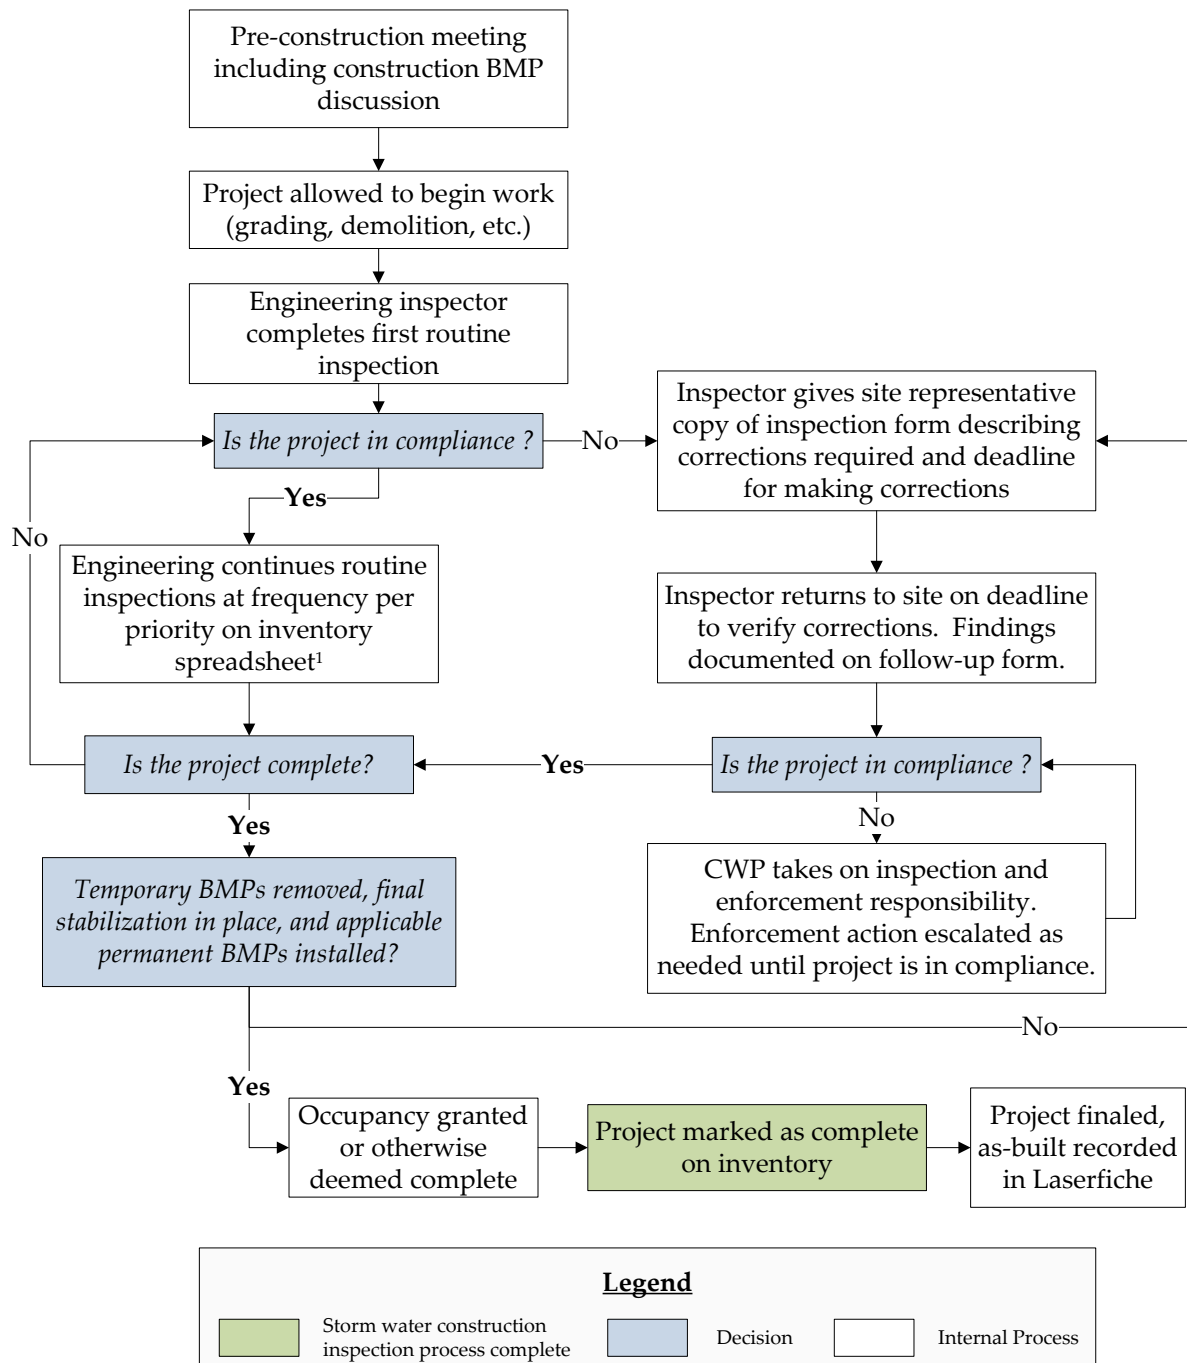 Pre-construction meeting
including construction BMP
discussion
Project allowed to begin work
(grading, demolition, etc.)
Engineering inspector
completes first routine
inspection
Is the project in compliance ?
No
Inspector gives site representative
copy of inspection form describing
corrections required and deadline
for making corrections
Yes
No
Engineering continues routine
inspections at frequency per
priority on inventory
spreadsheet¹
Inspector returns to site on deadline
to verify corrections.  Findings
documented on follow-up form.
Is the project complete?
Yes
Is the project in compliance ?
Yes
No
Temporary BMPs removed, final
stabilization in place, and applicable
permanent BMPs installed?
CWP takes on inspection and
enforcement responsibility.
Enforcement action escalated as
needed until project is in compliance.
No
Yes
Occupancy granted
or otherwise
deemed complete
Project marked as complete
on inventory
Project finaled,
as-built recorded
in Laserfiche
Legend
Storm water construction
inspection process complete
Decision
Internal Process